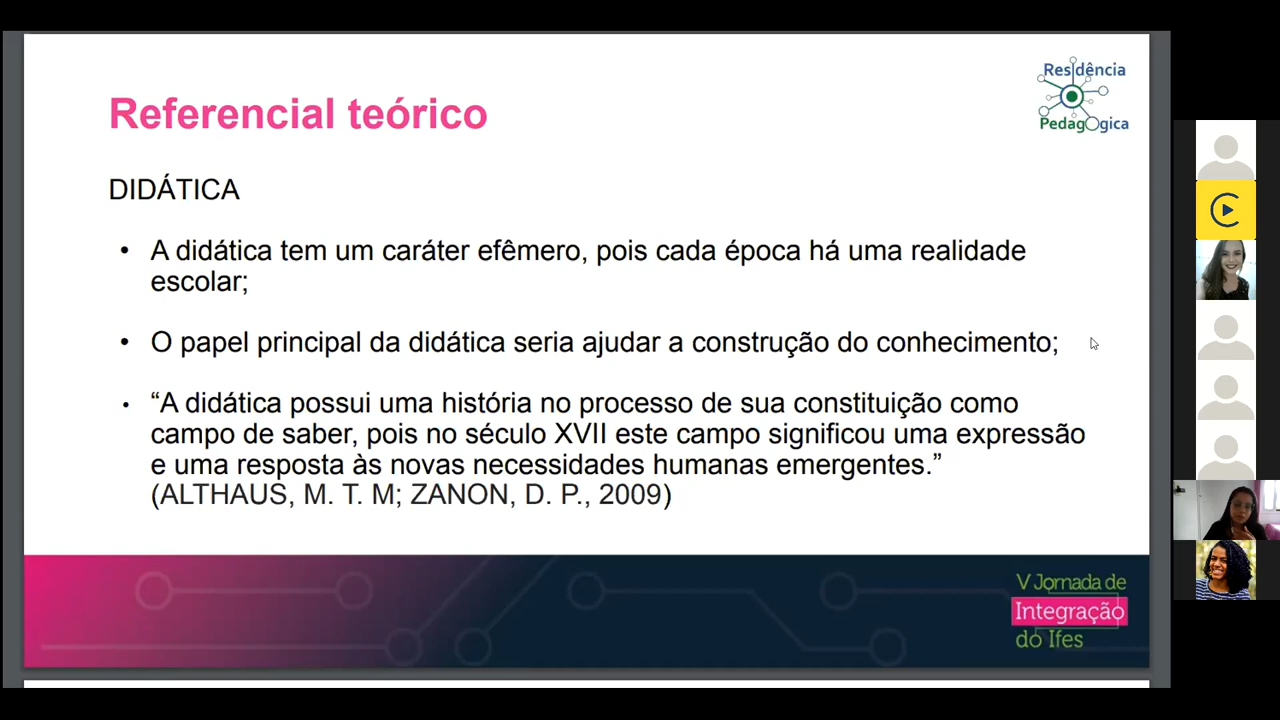 Referencial teórico
Residência
Pedagógica
DIDÁTICA
• A didática tem um caráter efêmero, pois cada época há uma realidade
escolar;
• O papel principal da didática seria ajudar a construção do conhecimento;
• “A didática possui uma história no processo de sua constituição como
campo de saber, pois no século XVII este campo significou uma expressão
e uma resposta às novas necessidades humanas emergentes.”
(ALTHAUS, M. T. M; ZANON, D. P., 2009)
V Jornada de
Integração
do Ifes